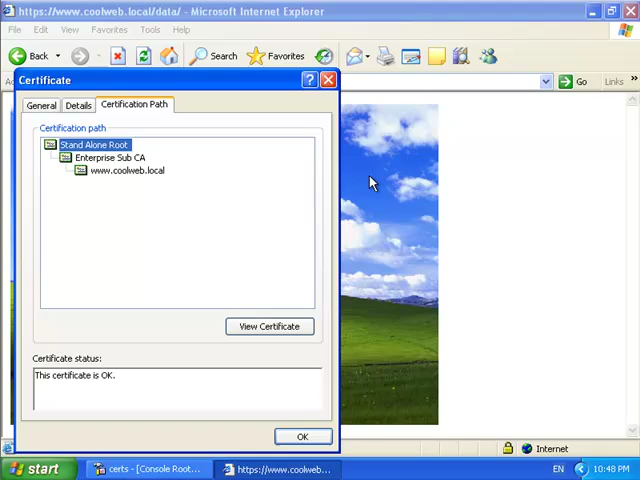 https://www.coolweb.local/data/ - Microsoft Internet Explorer
File Edit View Favorites Tools Help
Back Search Favorites
Certificate
Go Links
General Details Certification Path
Certification path
Stand Alone Root
Enterprise Sub CA
www.coolweb.local
View Certificate
Certificate status:
This certificate is OK.
OK
Internet
start certs - [Console Root... https://www.coolweb... EN 10:48 PM